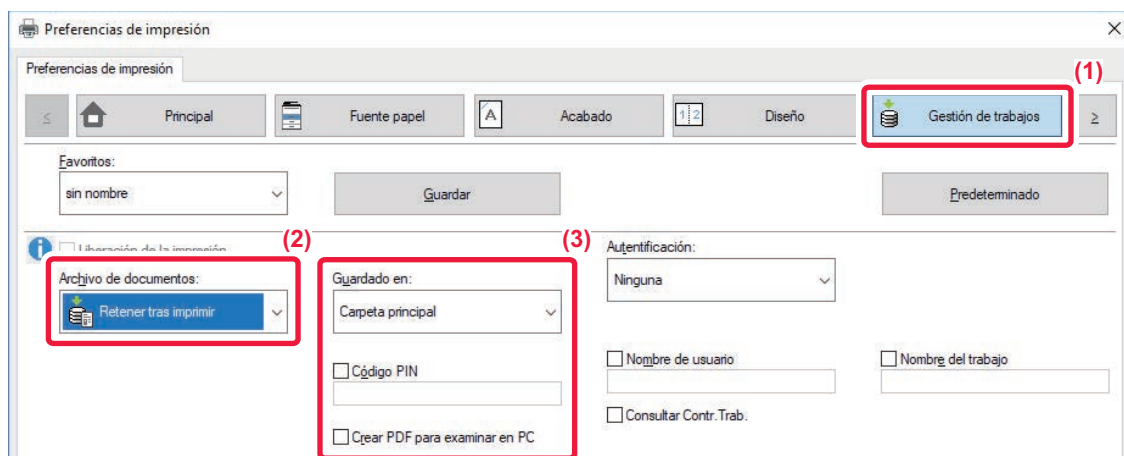 Preferencias de impresión
Preferencias de impresión
(1)
≤ Principal Fuente papel A Acabado 1 2 Diseño Gestión de trabajos ≥
Favoritos:
sin nombre Guardar Predeterminado
Liberación de la impresión (2) (3) Autentificación:
Archivo de documentos: Guardado en: Ninguna
Retener tras imprimir Carpeta principal
Código PIN Nombre de usuario Nombre del trabajo
Consultar Contr.Trab.
Crear PDF para examinar en PC